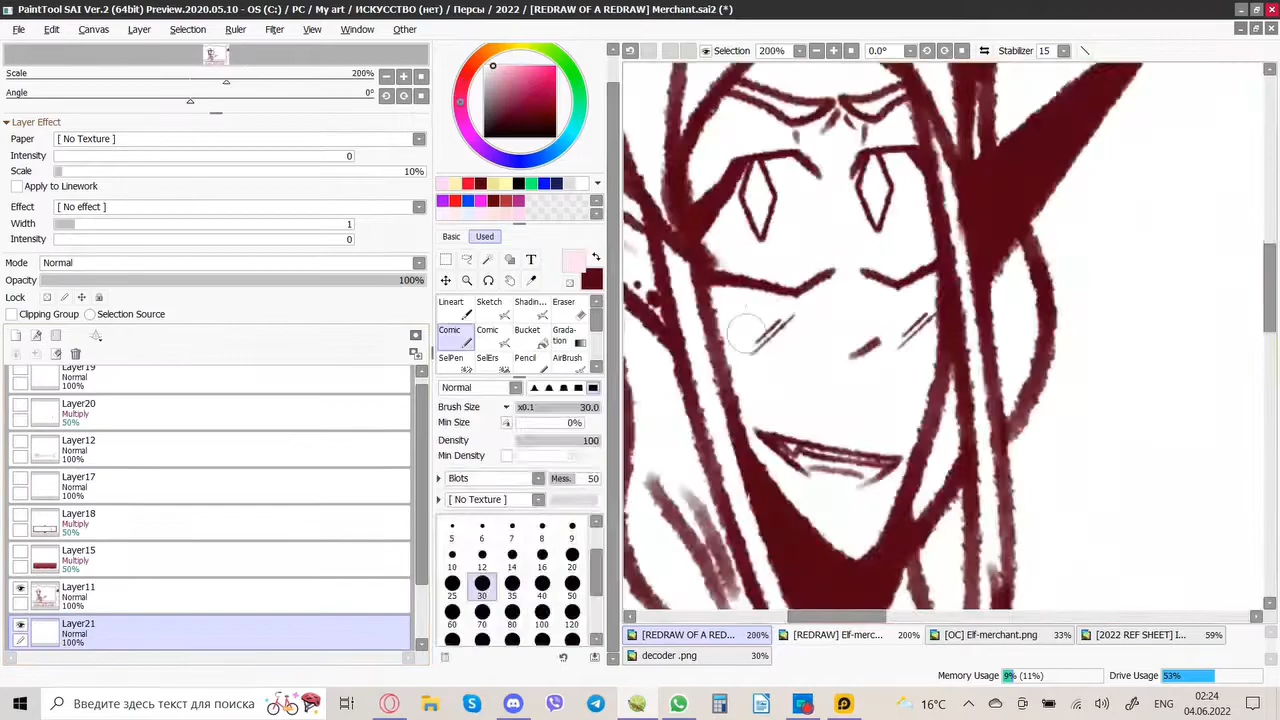 PaintTool SAI Ver.2 (64bit) Preview.2020.05.10 - OS (C:) / PC / My art / ИСКУССТВО (нет) / Персы / 2022 / [REDRAW OF A REDRAW] Merchant.sai2 (*)
File Edit Canvas Layer Selection Ruler Filter View Window Other
Selection 200% 0.0° Stabilizer 15
Scale 200%
Angle 0°
Layer Effect
Paper [ No Texture ]
Intensity 0
Scale 10%
Apply to Linework
Effect [ No effect ]
Width 1
Intensity 0
Mode Normal
Opacity 100%
Lock
Clipping Group Selection Source
Layer19
Normal
100%
Layer20
Multiply
50%
Layer12
Normal
100%
Layer17
Normal
100%
Layer18
Multiply
50%
Layer15
Multiply
50%
Layer11
Normal
100%
Layer21
Normal
100%
Basic Used
T
Lineart Sketch Shadin... Eraser
Comic Comic Bucket Grada-
tion
SelPen SelErs Pencil AirBrush
Normal
Brush Size x0.1 30.0
Min Size 0%
Density 100
Min Density
Blots Mess. 50
[ No Texture ]
5 6 7 8 9
10 12 14 16 20
25 30 35 40 50
60 70 80 100 120
[REDRAW OF A RED... 200% [REDRAW] Elf-merc... 200% [OC] Elf-merchant.png 33% [2022 REF SHEET] I... 59%
decoder .png 30%
Memory Usage 9% (11%) Drive Usage 53%
Введите здесь текст для поиска
16°C ENG 02:24
04.06.2022